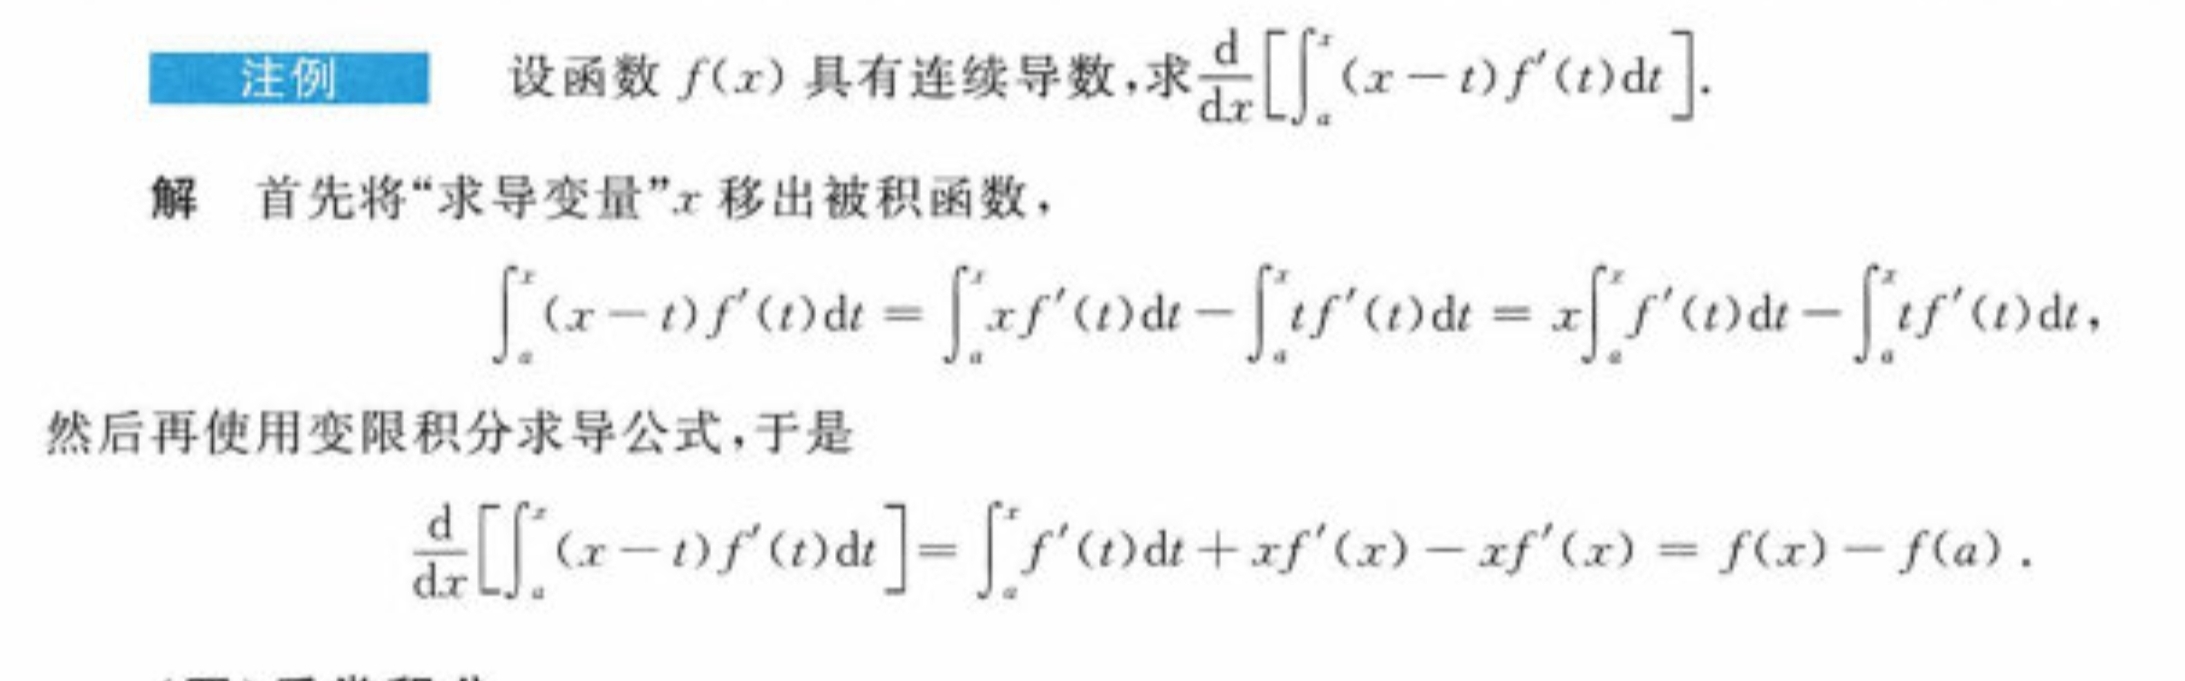 注例 设函数 f(x) 具有连续导数,求 \frac{d}{dx}\left[\int_a^x (x-t)f'(t)dt\right].
解 首先将“求导变量”x 移出被积函数,
\int_a^x (x-t)f'(t)dt = \int_a^x xf'(t)dt - \int_a^x tf'(t)dt = x\int_a^x f'(t)dt - \int_a^x tf'(t)dt,
然后再使用变限积分求导公式,于是
\frac{d}{dx}\left[\int_a^x (x-t)f'(t)dt\right] = \int_a^x f'(t)dt + xf'(x) - xf'(x) = f(x) - f(a).